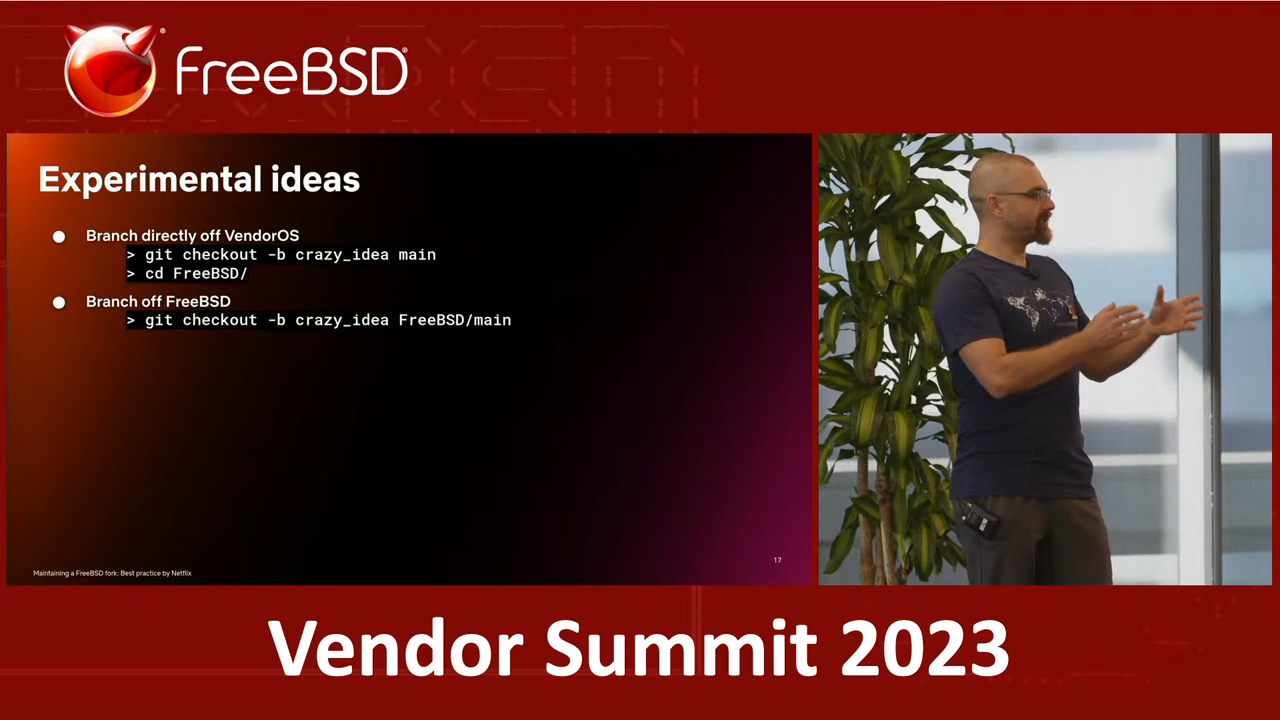 FreeBSD®
Experimental ideas
● Branch directly off VendorOS
> git checkout -b crazy_idea main
> cd FreeBSD/
● Branch off FreeBSD
> git checkout -b crazy_idea FreeBSD/main
Maintaining a FreeBSD fork: Best practice by Netflix
17
Vendor Summit 2023